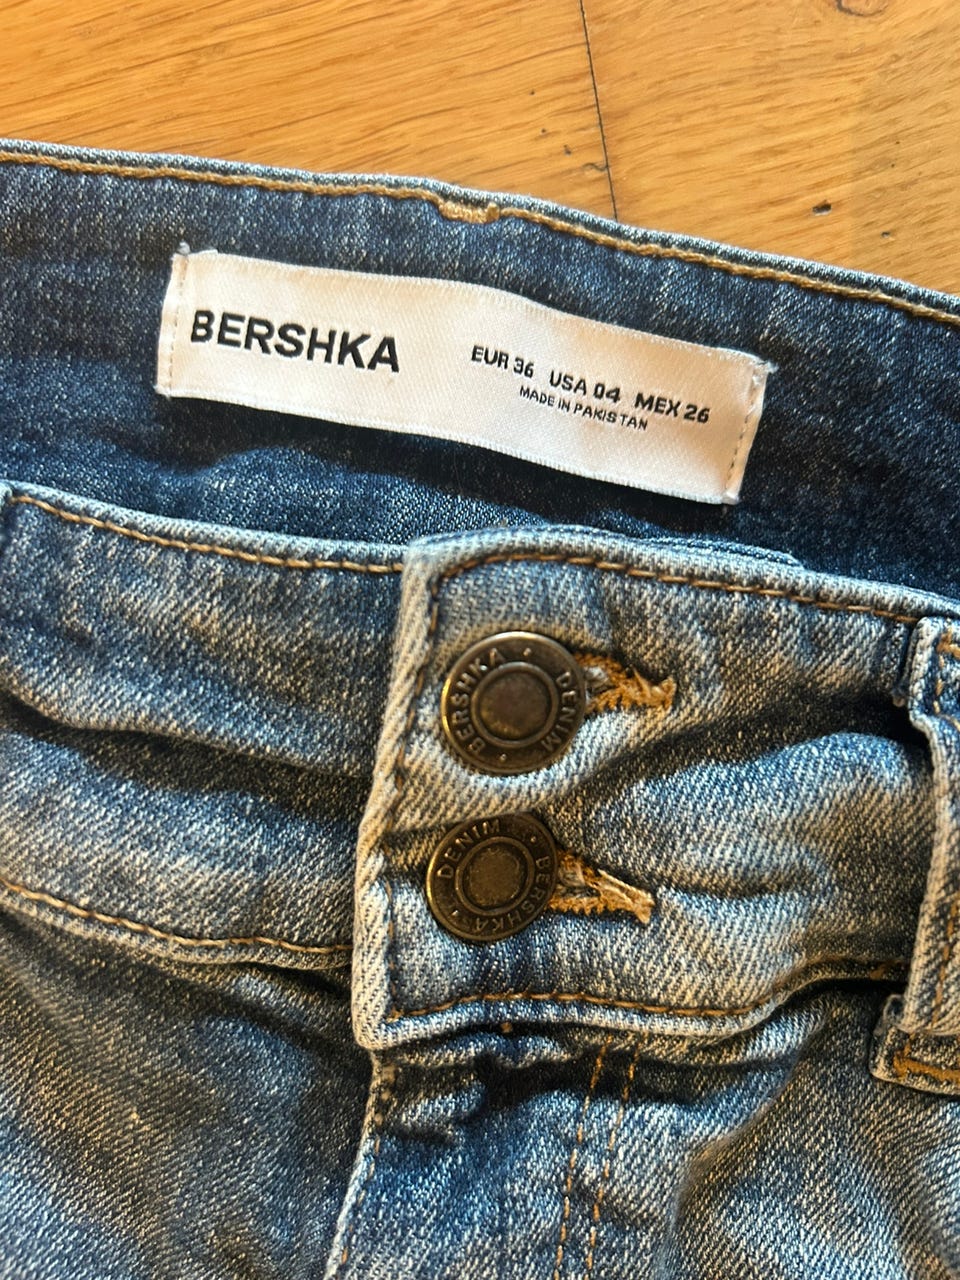 BERSHKA
EUR 36 USA 04 MEX 26
MADE IN PAKISTAN
BERSHKA • DENIM •
DENIM • BERSHKA •